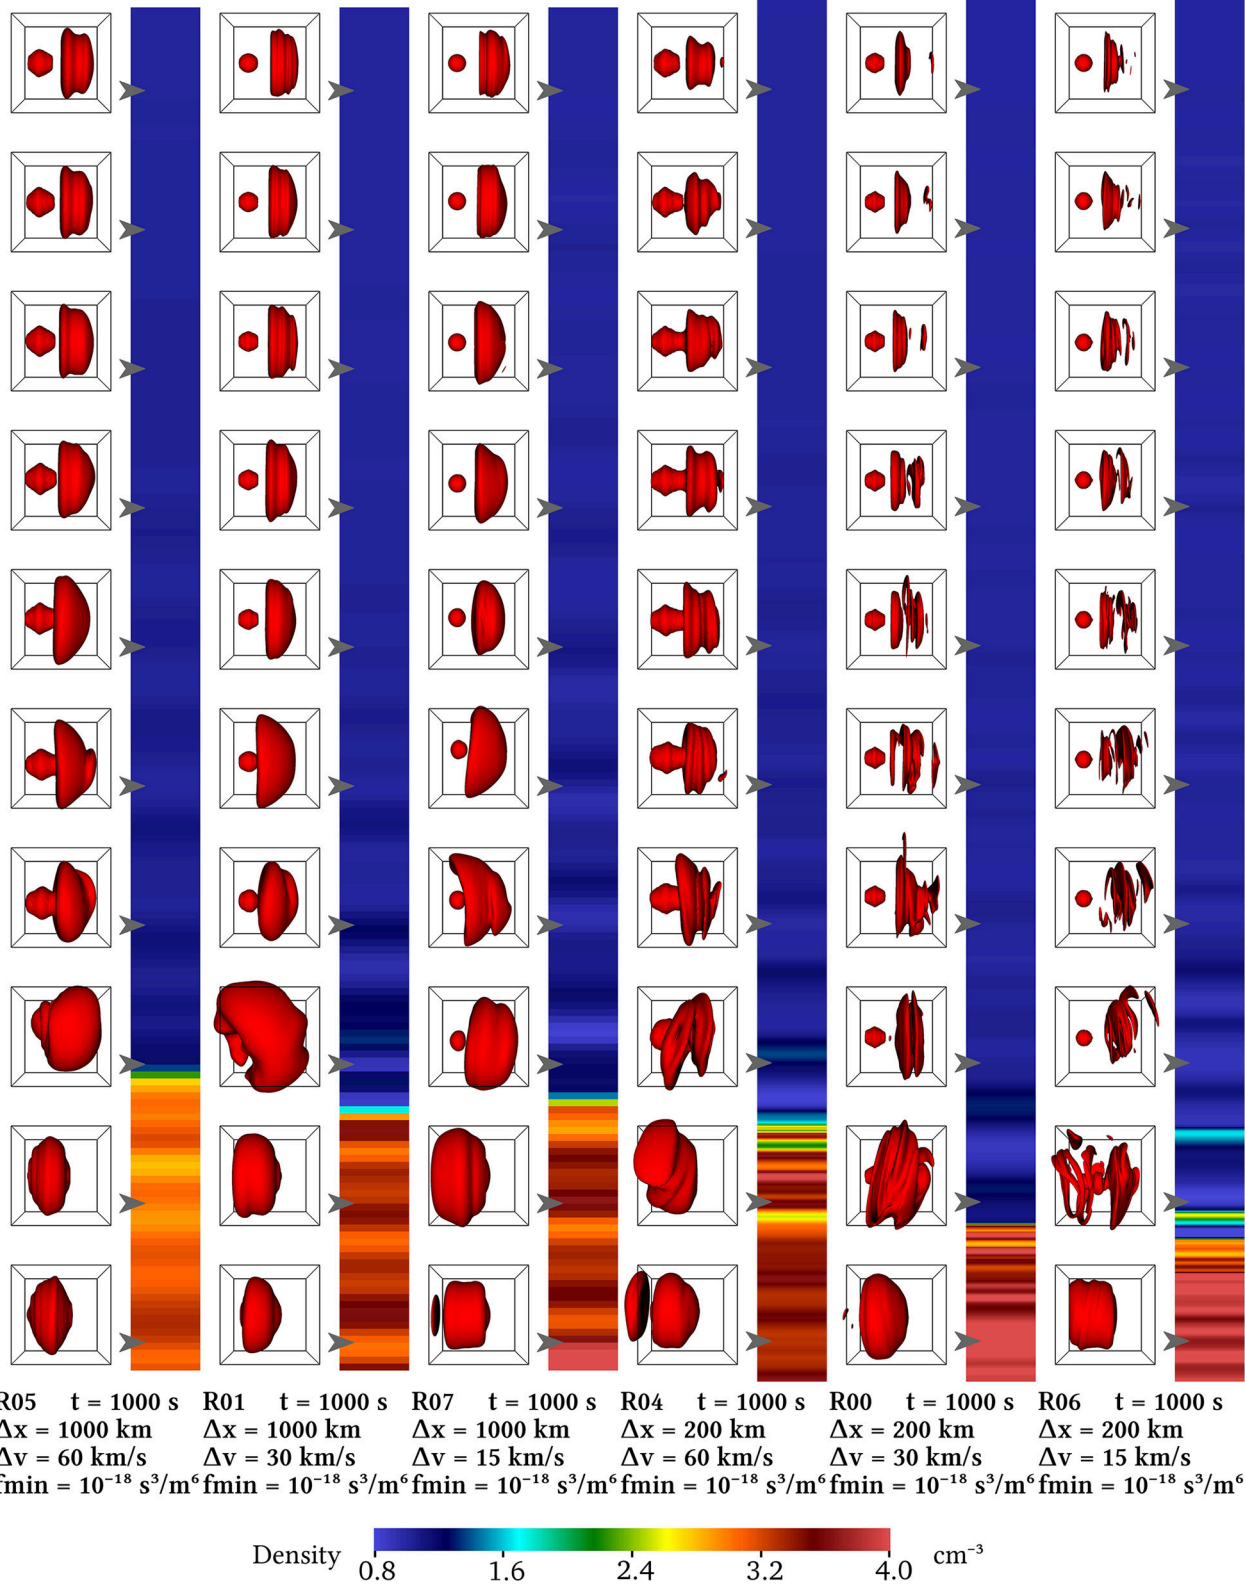 R05 t = 1000 s
Δx = 1000 km
Δv = 60 km/s
fmin = 10⁻¹⁸ s³/m⁶
R01 t = 1000 s
Δx = 1000 km
Δv = 30 km/s
fmin = 10⁻¹⁸ s³/m⁶
R07 t = 1000 s
Δx = 1000 km
Δv = 15 km/s
fmin = 10⁻¹⁸ s³/m⁶
R04 t = 1000 s
Δx = 200 km
Δv = 60 km/s
fmin = 10⁻¹⁸ s³/m⁶
R00 t = 1000 s
Δx = 200 km
Δv = 30 km/s
fmin = 10⁻¹⁸ s³/m⁶
R06 t = 1000 s
Δx = 200 km
Δv = 15 km/s
fmin = 10⁻¹⁸ s³/m⁶
Density cm⁻³
0.8 1.6 2.4 3.2 4.0